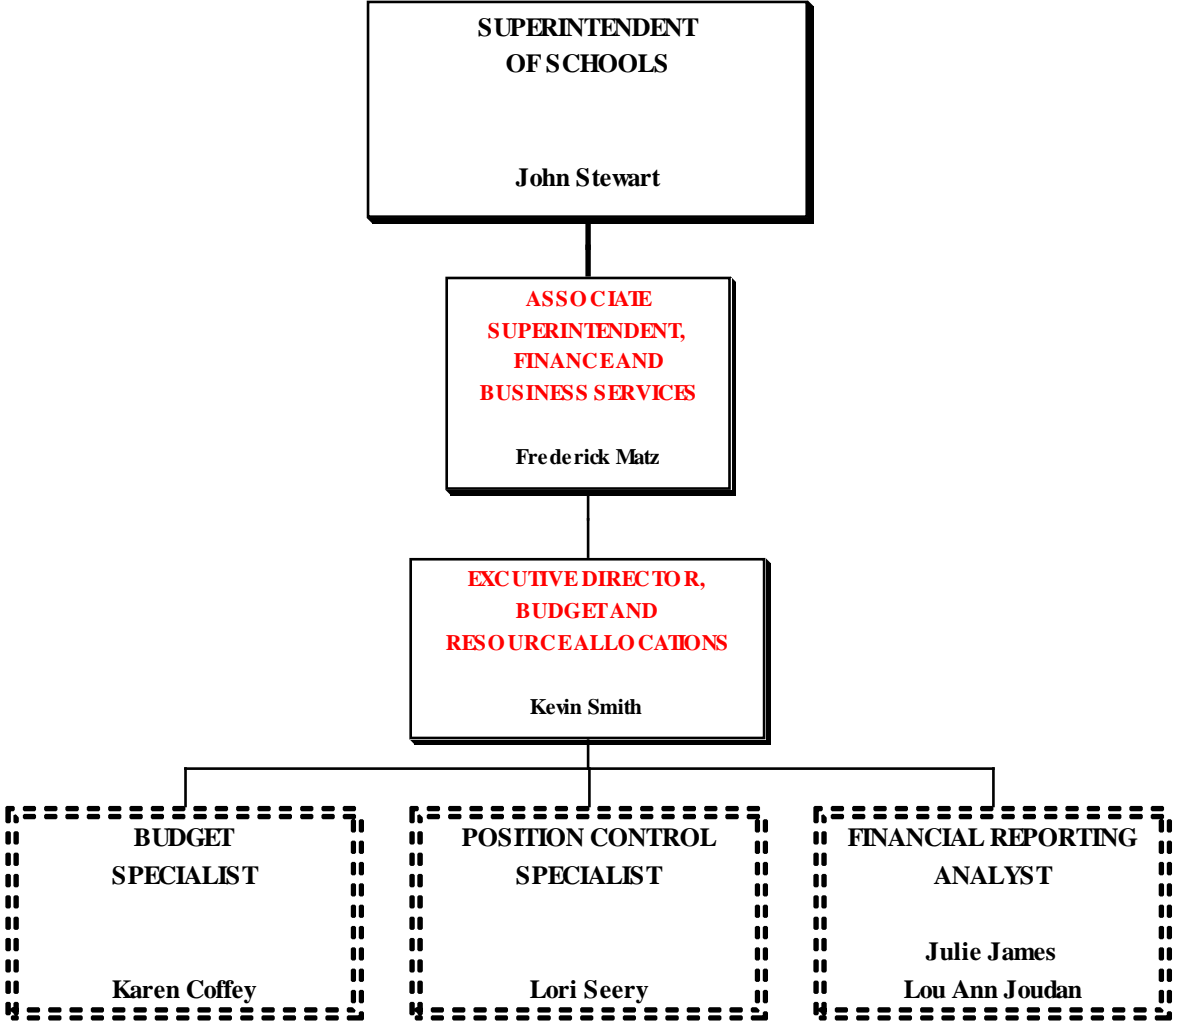 SUPERINTENDENT
OF SCHOOLS
John Stewart
ASSOCIATE
SUPERINTENDENT,
FINANCE AND
BUSINESS SERVICES
Frederick Matz
EXCUTIVE DIRECTOR,
BUDGET AND
RESOURCE ALLOCATIONS
Kevin Smith
BUDGET
SPECIALIST
Karen Coffey
POSITION CONTROL
SPECIALIST
Lori Seery
FINANCIAL REPORTING
ANALYST
Julie James
Lou Ann Joudan